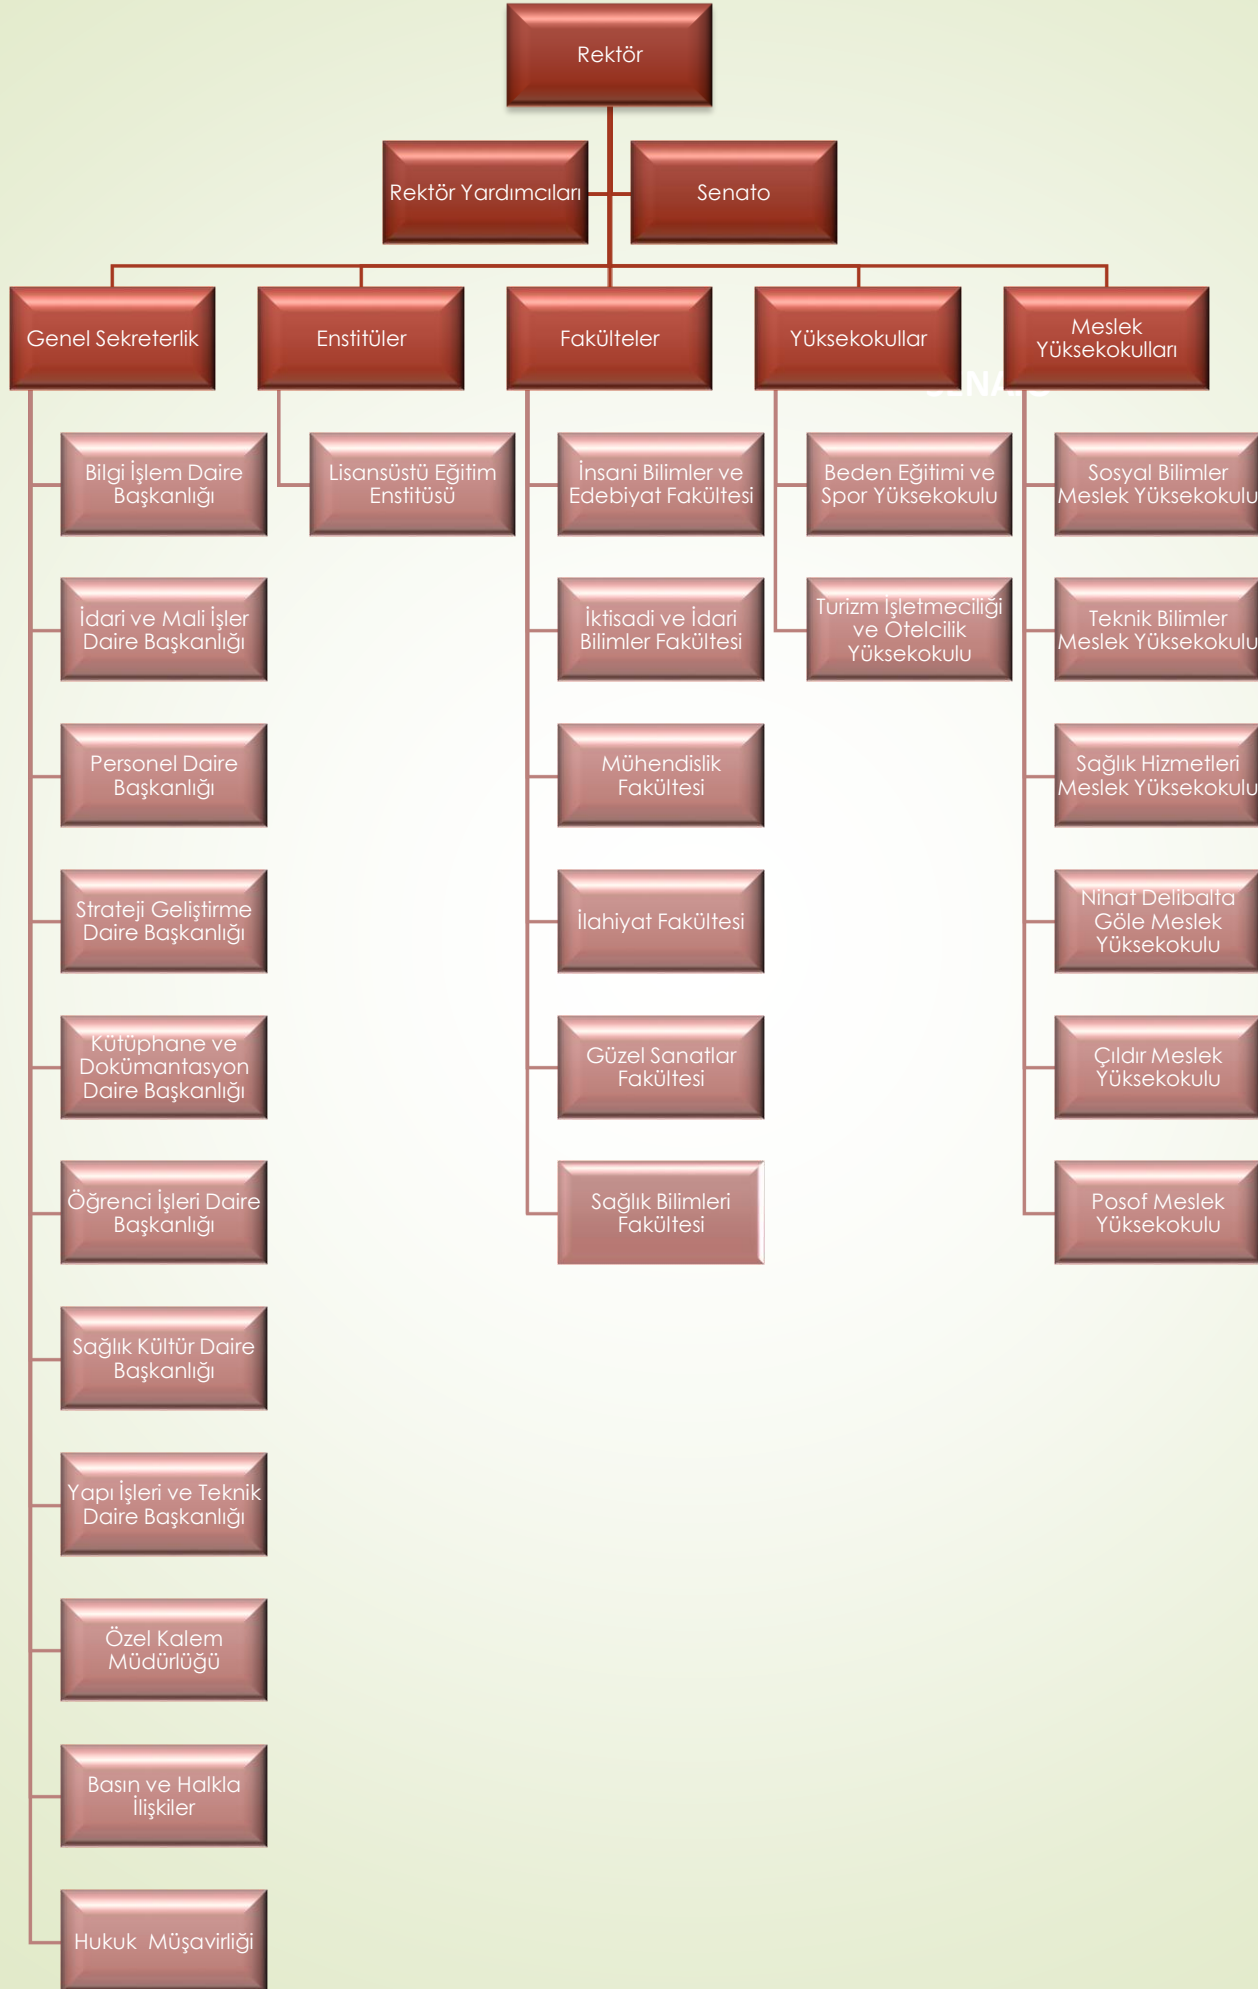 Rektör
Rektör Yardımcıları
Senato
Genel Sekreterlik
Enstitüler
Fakülteler
Yüksekokullar
Meslek
Yüksekokulları
Bilgi İşlem Daire
Başkanlığı
İdari ve Mali İşler
Daire Başkanlığı
Personel Daire
Başkanlığı
Strateji Geliştirme
Daire Başkanlığı
Kütüphane ve
Dokümantasyon
Daire Başkanlığı
Öğrenci İşleri Daire
Başkanlığı
Sağlık Kültür Daire
Başkanlığı
Yapı İşleri ve Teknik
Daire Başkanlığı
Özel Kalem
Müdürlüğü
Basın ve Halkla
İlişkiler
Hukuk  Müşavirliği
Lisansüstü Eğitim
Enstitüsü
İnsani Bilimler ve
Edebiyat Fakültesi
İktisadi ve İdari
Bilimler Fakültesi
Mühendislik
Fakültesi
İlahiyat Fakültesi
Güzel Sanatlar
Fakültesi
Sağlık Bilimleri
Fakültesi
Beden Eğitimi ve
Spor Yüksekokulu
Turizm İşletmeciliği
ve Otelcilik
Yüksekokulu
Sosyal Bilimler
Meslek Yüksekokulu
Teknik Bilimler
Meslek Yüksekokulu
Sağlık Hizmetleri
Meslek Yüksekokulu
Nihat Delibalta
Göle Meslek
Yüksekokulu
Çıldır Meslek
Yüksekokulu
Posof Meslek
Yüksekokulu